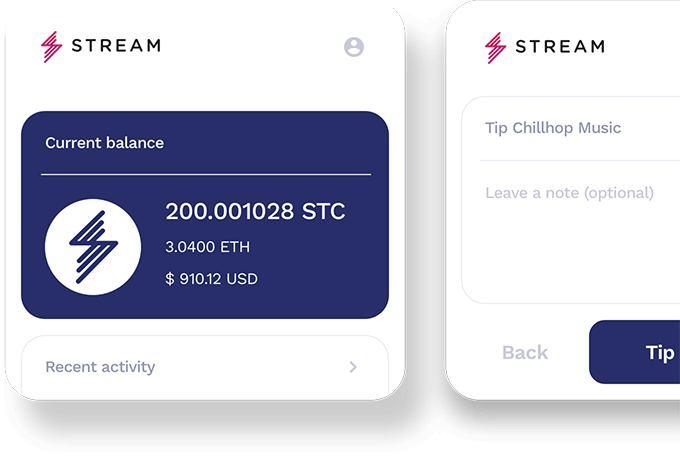 STREAM
Current balance
200.001028 STC
3.0400 ETH
$ 910.12 USD
Recent activity
STREAM
Tip Chillhop Music
Leave a note (optional)
Back
Tip